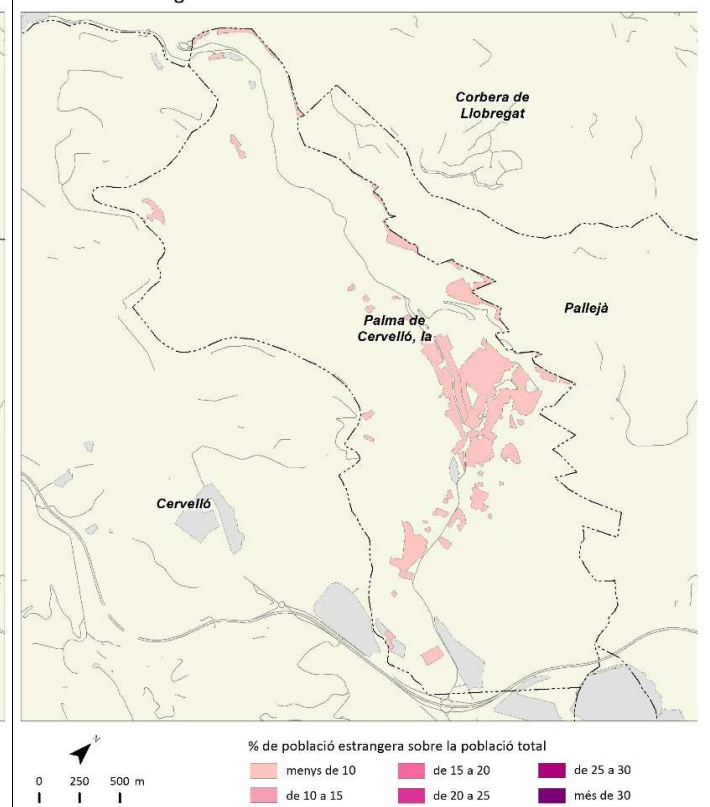 Corbera de
Llobregat
Pallejà
Palma de
Cervelló, la
Cervelló
N
0 250 500 m
% de població estrangera sobre la població total
menys de 10
de 15 a 20
de 25 a 30
de 10 a 15
de 20 a 25
més de 30